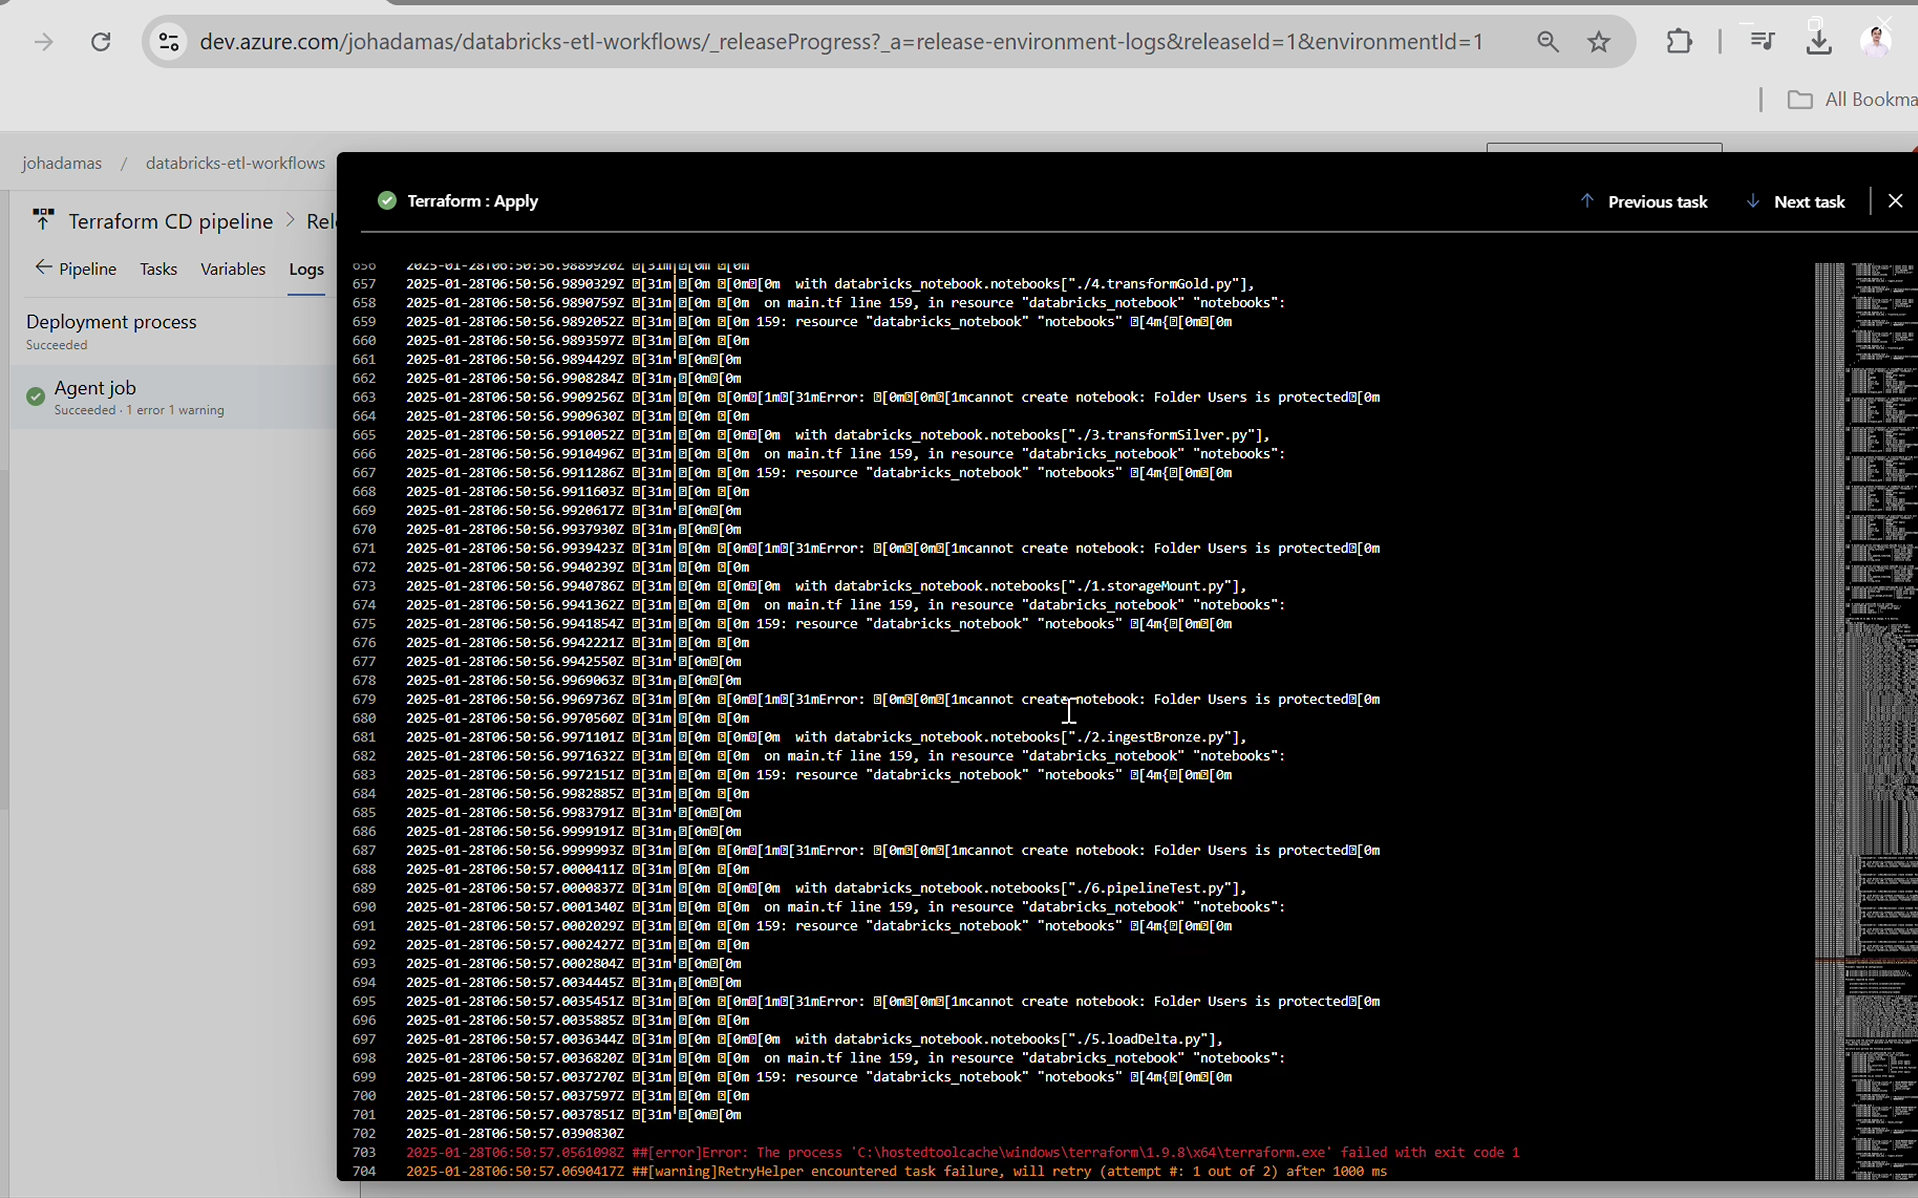 dev.azure.com/johadamas/databricks-etl-workflows/_releaseProgress?_a=release-environment-logs&releaseId=1&environmentId=1
All Bookma
johadamas / databricks-etl-workflows
Terraform CD pipeline > Rel
Pipeline Tasks Variables Logs
Deployment process
Succeeded
Agent job
Succeeded · 1 error 1 warning
Terraform : Apply
Previous task
Next task
656 2025-01-28T06:50:56.9889920Z [31m│[0m [0m
657 2025-01-28T06:50:56.9890329Z [31m│[0m [0m[0m  with databricks_notebook.notebooks["./4.transformGold.py"],
658 2025-01-28T06:50:56.9890759Z [31m│[0m [0m  on main.tf line 159, in resource "databricks_notebook" "notebooks":
659 2025-01-28T06:50:56.9892052Z [31m│[0m [0m 159: resource "databricks_notebook" "notebooks" [4m{[0m[0m
660 2025-01-28T06:50:56.9893597Z [31m│[0m [0m
661 2025-01-28T06:50:56.9894429Z [31m╵[0m[0m
662 2025-01-28T06:50:56.9908284Z [31m╷[0m[0m
663 2025-01-28T06:50:56.9909256Z [31m│[0m [0m[1m[31mError: [0m[0m[1mcannot create notebook: Folder Users is protected[0m
664 2025-01-28T06:50:56.9909630Z [31m│[0m [0m
665 2025-01-28T06:50:56.9910052Z [31m│[0m [0m[0m  with databricks_notebook.notebooks["./3.transformSilver.py"],
666 2025-01-28T06:50:56.9910496Z [31m│[0m [0m  on main.tf line 159, in resource "databricks_notebook" "notebooks":
667 2025-01-28T06:50:56.9911286Z [31m│[0m [0m 159: resource "databricks_notebook" "notebooks" [4m{[0m[0m
668 2025-01-28T06:50:56.9911603Z [31m│[0m [0m
669 2025-01-28T06:50:56.9920617Z [31m╵[0m[0m
670 2025-01-28T06:50:56.9937930Z [31m╷[0m[0m
671 2025-01-28T06:50:56.9939423Z [31m│[0m [0m[1m[31mError: [0m[0m[1mcannot create notebook: Folder Users is protected[0m
672 2025-01-28T06:50:56.9940239Z [31m│[0m [0m
673 2025-01-28T06:50:56.9940786Z [31m│[0m [0m[0m  with databricks_notebook.notebooks["./1.storageMount.py"],
674 2025-01-28T06:50:56.9941362Z [31m│[0m [0m  on main.tf line 159, in resource "databricks_notebook" "notebooks":
675 2025-01-28T06:50:56.9941854Z [31m│[0m [0m 159: resource "databricks_notebook" "notebooks" [4m{[0m[0m
676 2025-01-28T06:50:56.9942221Z [31m│[0m [0m
677 2025-01-28T06:50:56.9942550Z [31m╵[0m[0m
678 2025-01-28T06:50:56.9969063Z [31m╷[0m[0m
679 2025-01-28T06:50:56.9969736Z [31m│[0m [0m[1m[31mError: [0m[0m[1mcannot create notebook: Folder Users is protected[0m
680 2025-01-28T06:50:56.9970560Z [31m│[0m [0m
681 2025-01-28T06:50:56.9971101Z [31m│[0m [0m[0m  with databricks_notebook.notebooks["./2.ingestBronze.py"],
682 2025-01-28T06:50:56.9971632Z [31m│[0m [0m  on main.tf line 159, in resource "databricks_notebook" "notebooks":
683 2025-01-28T06:50:56.9972151Z [31m│[0m [0m 159: resource "databricks_notebook" "notebooks" [4m{[0m[0m
684 2025-01-28T06:50:56.9982885Z [31m│[0m [0m
685 2025-01-28T06:50:56.9983791Z [31m╵[0m[0m
686 2025-01-28T06:50:56.9999191Z [31m╷[0m[0m
687 2025-01-28T06:50:56.9999993Z [31m│[0m [0m[1m[31mError: [0m[0m[1mcannot create notebook: Folder Users is protected[0m
688 2025-01-28T06:50:57.0000411Z [31m│[0m [0m
689 2025-01-28T06:50:57.0000837Z [31m│[0m [0m[0m  with databricks_notebook.notebooks["./6.pipelineTest.py"],
690 2025-01-28T06:50:57.0001340Z [31m│[0m [0m  on main.tf line 159, in resource "databricks_notebook" "notebooks":
691 2025-01-28T06:50:57.0002029Z [31m│[0m [0m 159: resource "databricks_notebook" "notebooks" [4m{[0m[0m
692 2025-01-28T06:50:57.0002427Z [31m│[0m [0m
693 2025-01-28T06:50:57.0002804Z [31m╵[0m[0m
694 2025-01-28T06:50:57.0034445Z [31m╷[0m[0m
695 2025-01-28T06:50:57.0035451Z [31m│[0m [0m[1m[31mError: [0m[0m[1mcannot create notebook: Folder Users is protected[0m
696 2025-01-28T06:50:57.0035885Z [31m│[0m [0m
697 2025-01-28T06:50:57.0036344Z [31m│[0m [0m[0m  with databricks_notebook.notebooks["./5.loadDelta.py"],
698 2025-01-28T06:50:57.0036820Z [31m│[0m [0m  on main.tf line 159, in resource "databricks_notebook" "notebooks":
699 2025-01-28T06:50:57.0037270Z [31m│[0m [0m 159: resource "databricks_notebook" "notebooks" [4m{[0m[0m
700 2025-01-28T06:50:57.0037597Z [31m│[0m [0m
701 2025-01-28T06:50:57.0037851Z [31m╵[0m[0m
702 2025-01-28T06:50:57.0390830Z
703 2025-01-28T06:50:57.0561098Z ##[error]Error: The process 'C:\hostedtoolcache\windows\terraform\1.9.8\x64\terraform.exe' failed with exit code 1
704 2025-01-28T06:50:57.0690417Z ##[warning]RetryHelper encountered task failure, will retry (attempt #: 1 out of 2) after 1000 ms